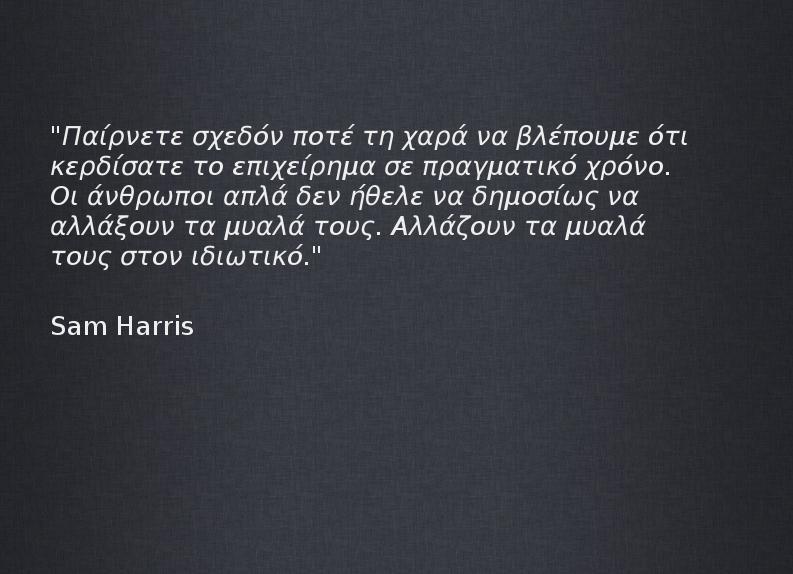 "Παίρνετε σχεδόν ποτέ τη χαρά να βλέπουμε ότι
κερδίσατε το επιχείρημα σε πραγματικό χρόνο.
Οι άνθρωποι απλά δεν ήθελε να δημοσίως να
αλλάξουν τα μυαλά τους. Αλλάζουν τα μυαλά
τους στον ιδιωτικό."
Sam Harris